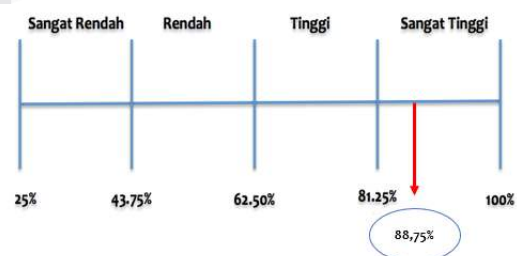 Sangat Rendah Rendah Tinggi Sangat Tinggi
25% 43.75% 62.50% 81.25% 100%
88,75%